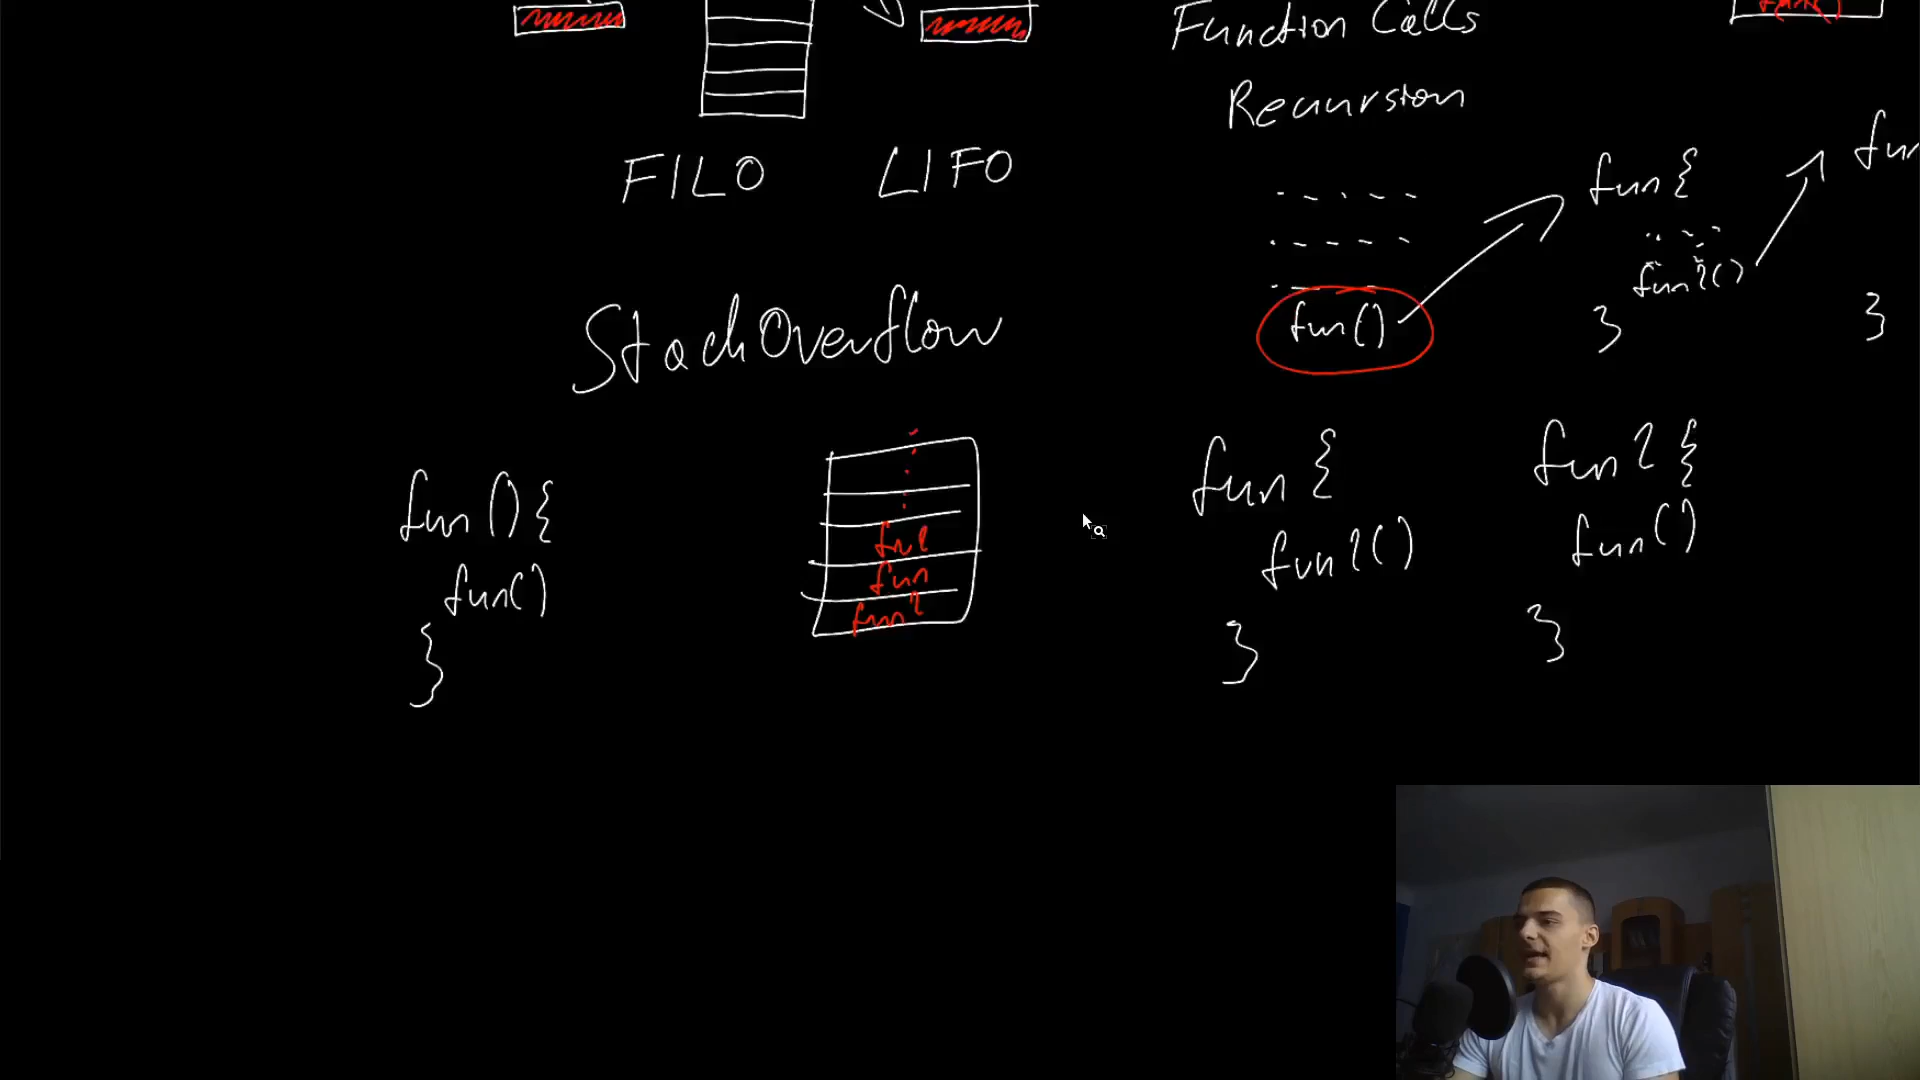 Function Calls
Recursion
FILO LIFO
fun {
fun2()
}
fun
}
fun()
StackOverflow
fun(){
fun()
}
fun
fun2
fun {
fun2()
}
fun2 {
fun()
}